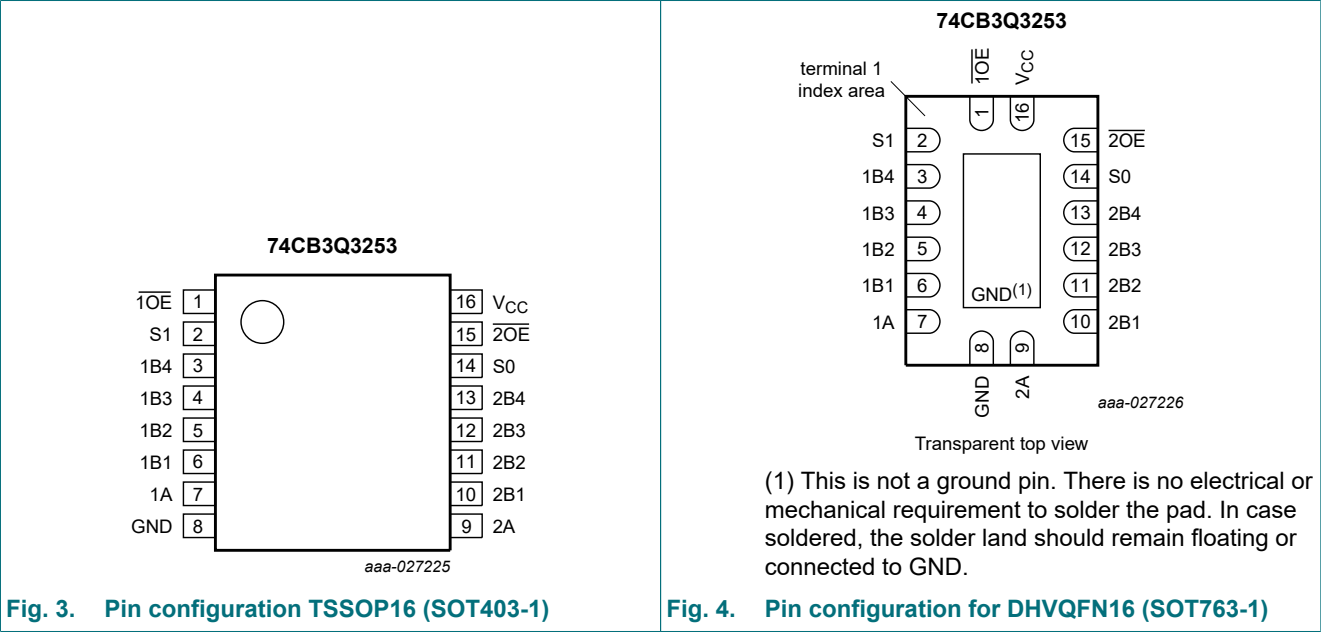 74CB3Q3253
1OE 1
S1 2
1B4 3
1B3 4
1B2 5
1B1 6
1A 7
GND 8
16 VCC
15 2OE
14 S0
13 2B4
12 2B3
11 2B2
10 2B1
9 2A
aaa-027225
Fig. 3. Pin configuration TSSOP16 (SOT403-1)
74CB3Q3253
terminal 1
index area
1OE
VCC
1
16
S1 2
1B4 3
1B3 4
1B2 5
1B1 6
1A 7
15 2OE
14 S0
13 2B4
12 2B3
11 2B2
10 2B1
GND(1)
8
9
GND
2A
aaa-027226
Transparent top view
(1) This is not a ground pin. There is no electrical or
mechanical requirement to solder the pad. In case
soldered, the solder land should remain floating or
connected to GND.
Fig. 4. Pin configuration for DHVQFN16 (SOT763-1)